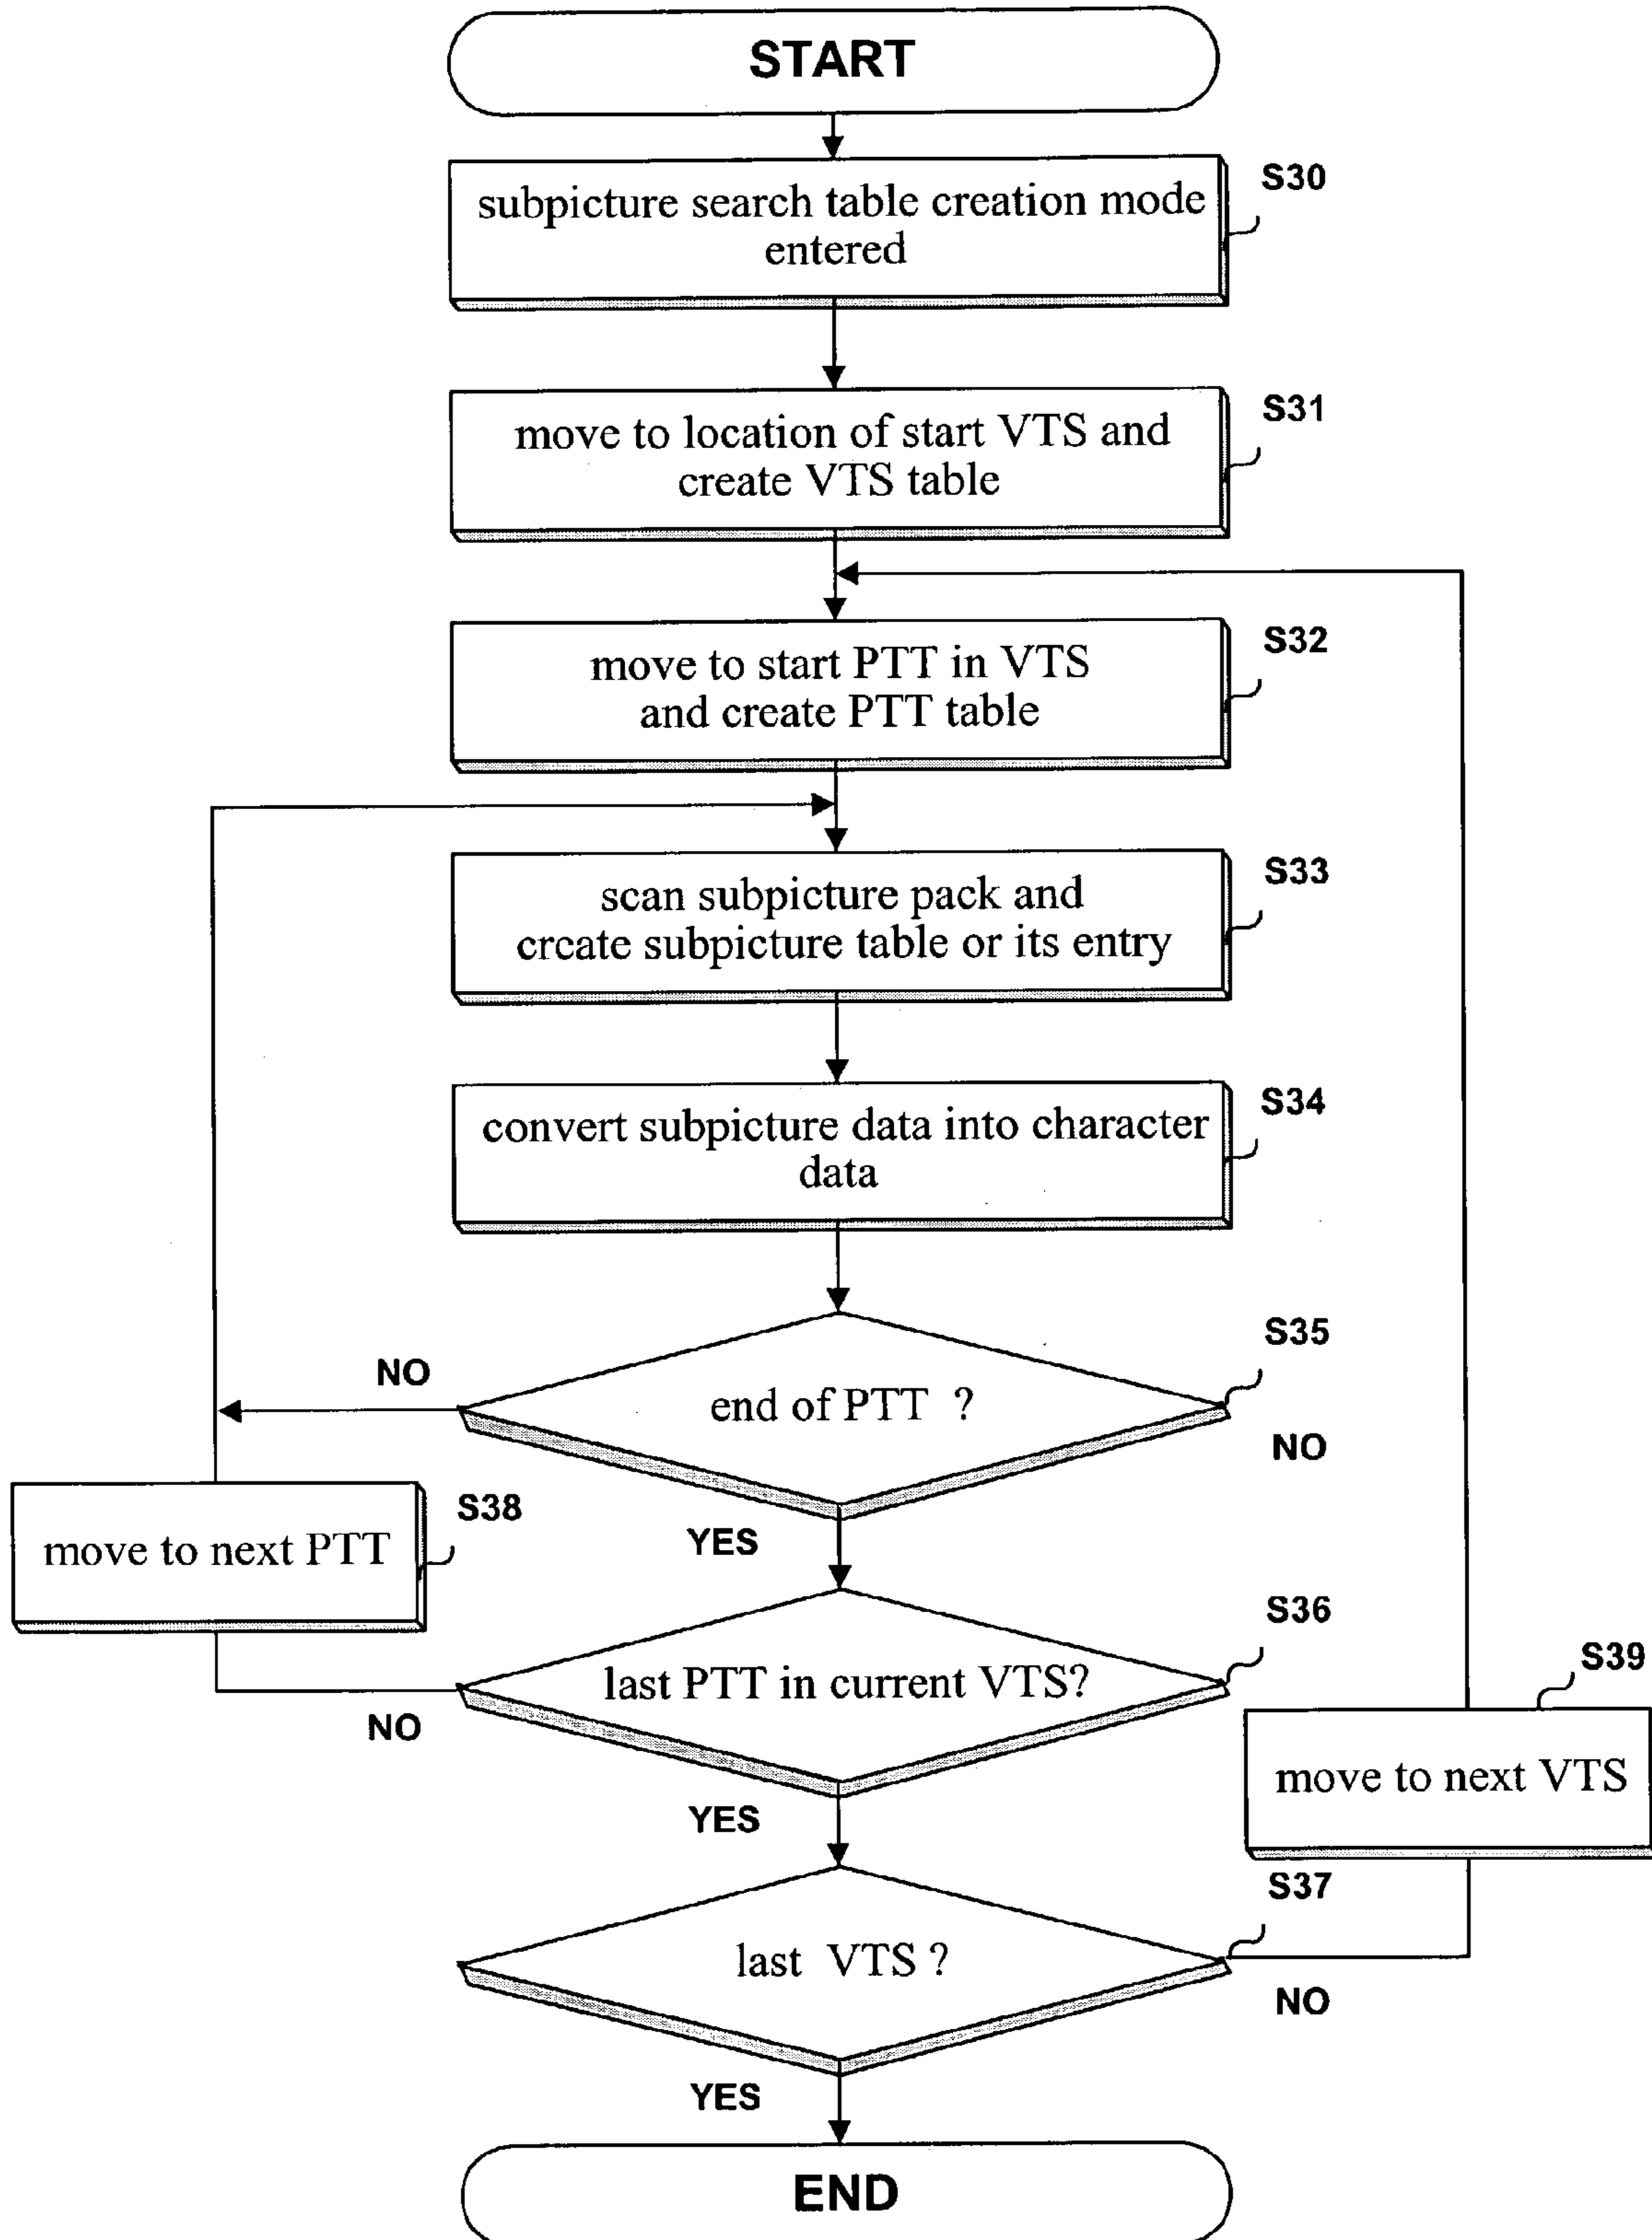 START
subpicture search table creation mode
entered
S30
move to location of start VTS and
create VTS table
S31
move to start PTT in VTS
and create PTT table
S32
scan subpicture pack and
create subpicture table or its entry
S33
convert subpicture data into character
data
S34
end of PTT ?
S35
NO
NO
YES
move to next PTT
S38
last PTT in current VTS?
S36
NO
YES
move to next VTS
S39
last VTS ?
S37
NO
YES
END